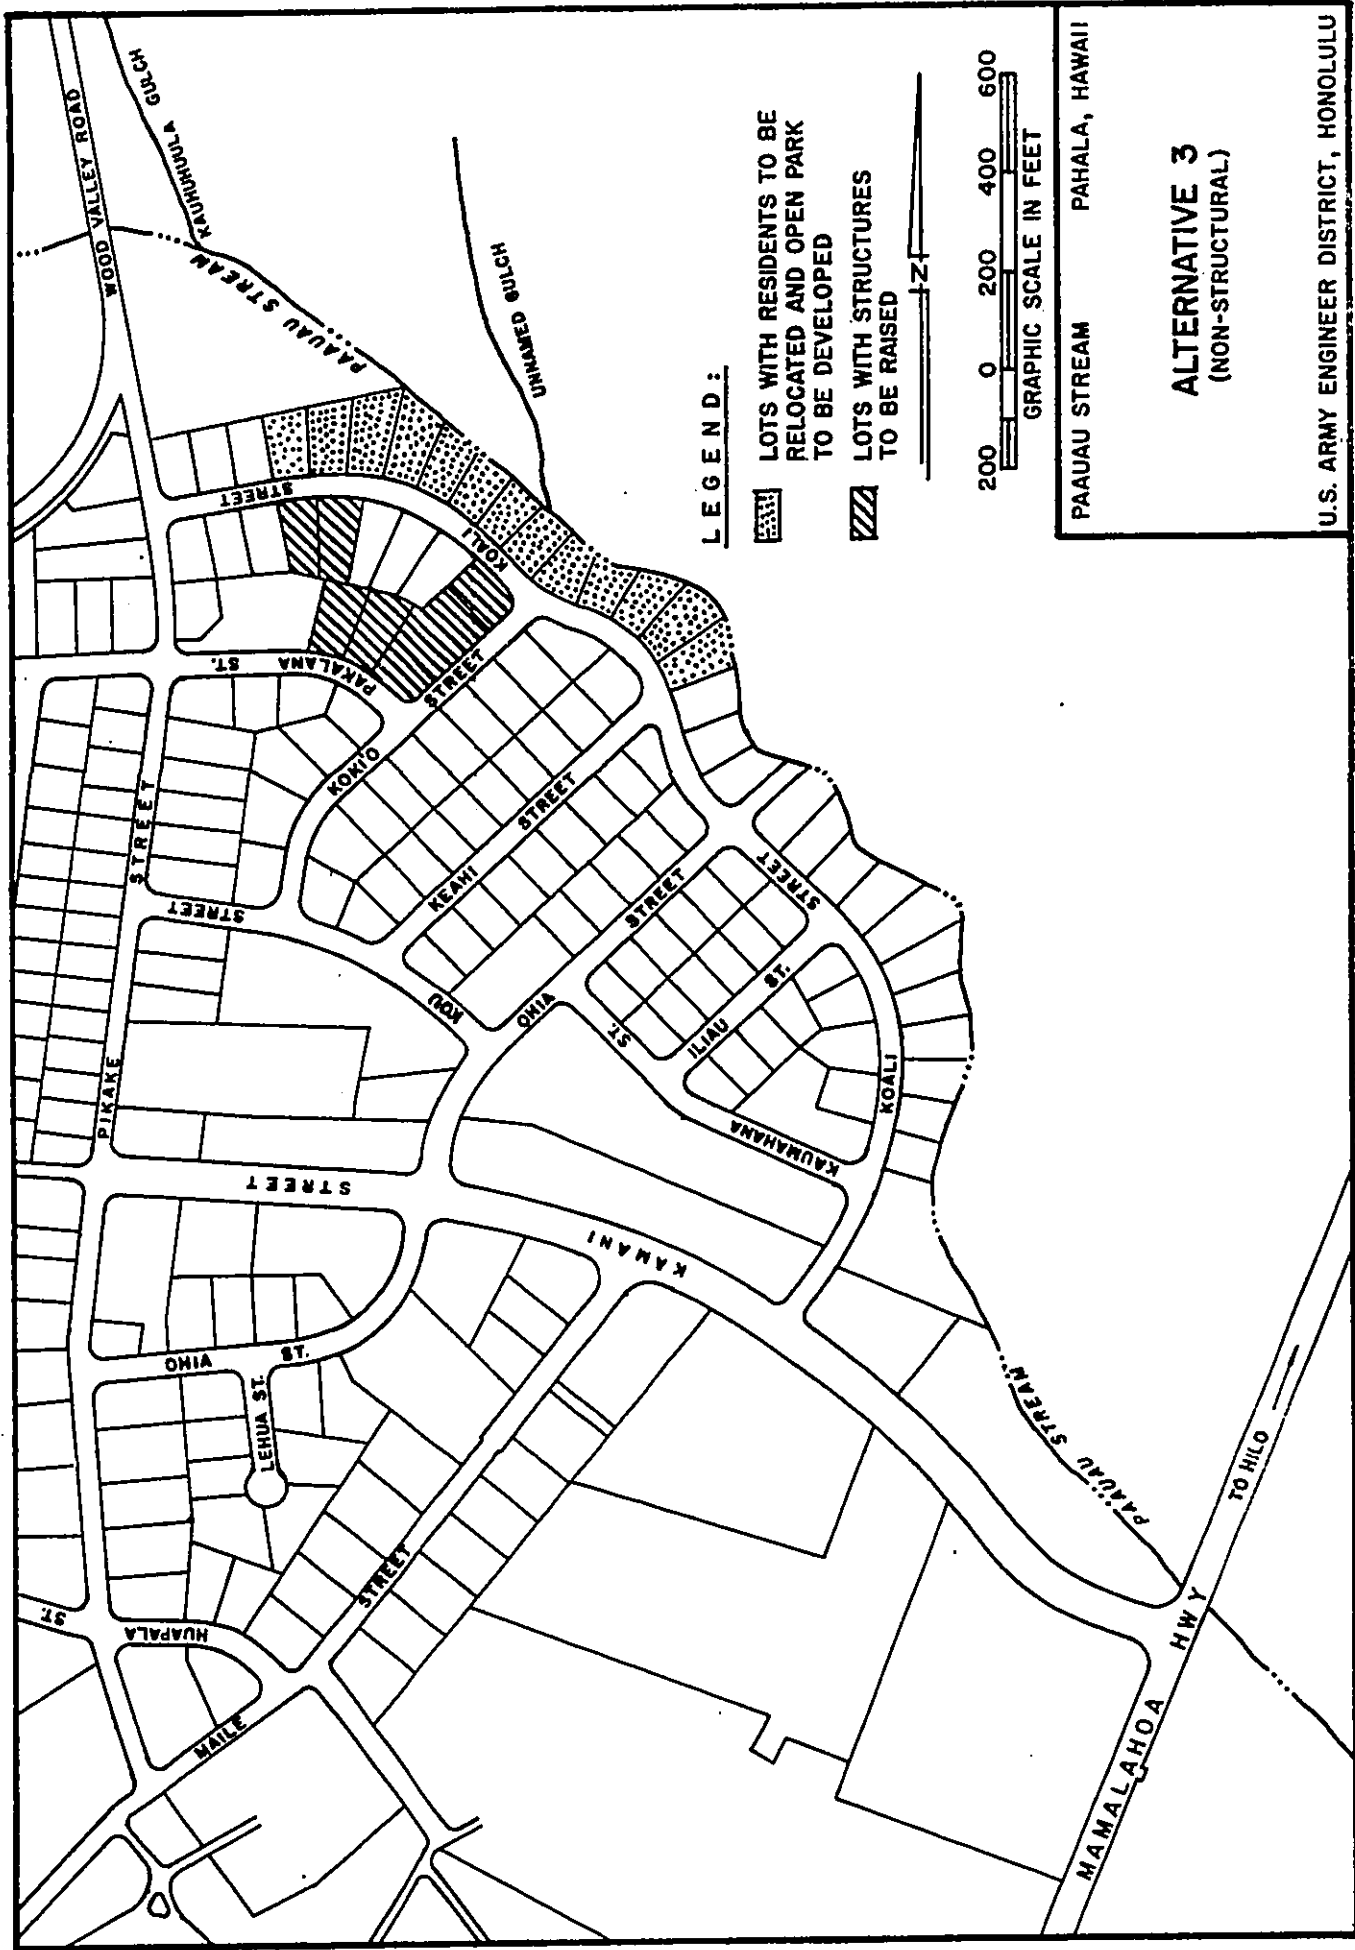 WOOD VALLEY ROAD
KAUHUHUULA GULCH
PAAUAU STREAM
UNNAMED GULCH
STREET
KOALI
PAKALANA ST.
KOKI'O STREET
KEAHI STREET
OHIA STREET
ILIAU ST.
KOALI STREET
KAUMAHANA ST.
KOU STREET
PIKAKE STREET
KAMANI STREET
OHIA ST.
LEHUA ST.
HUAPALA ST.
MAILE STREET
PAAUAU STREAM
MAMALAHOA HWY
TO HILO
LEGEND:
LOTS WITH RESIDENTS TO BE
RELOCATED AND OPEN PARK
TO BE DEVELOPED
LOTS WITH STRUCTURES
TO BE RAISED
N
200 0 200 400 600
GRAPHIC SCALE IN FEET
PAAUAU STREAM PAHALA, HAWAII
ALTERNATIVE 3
(NON-STRUCTURAL)
U.S. ARMY ENGINEER DISTRICT, HONOLULU